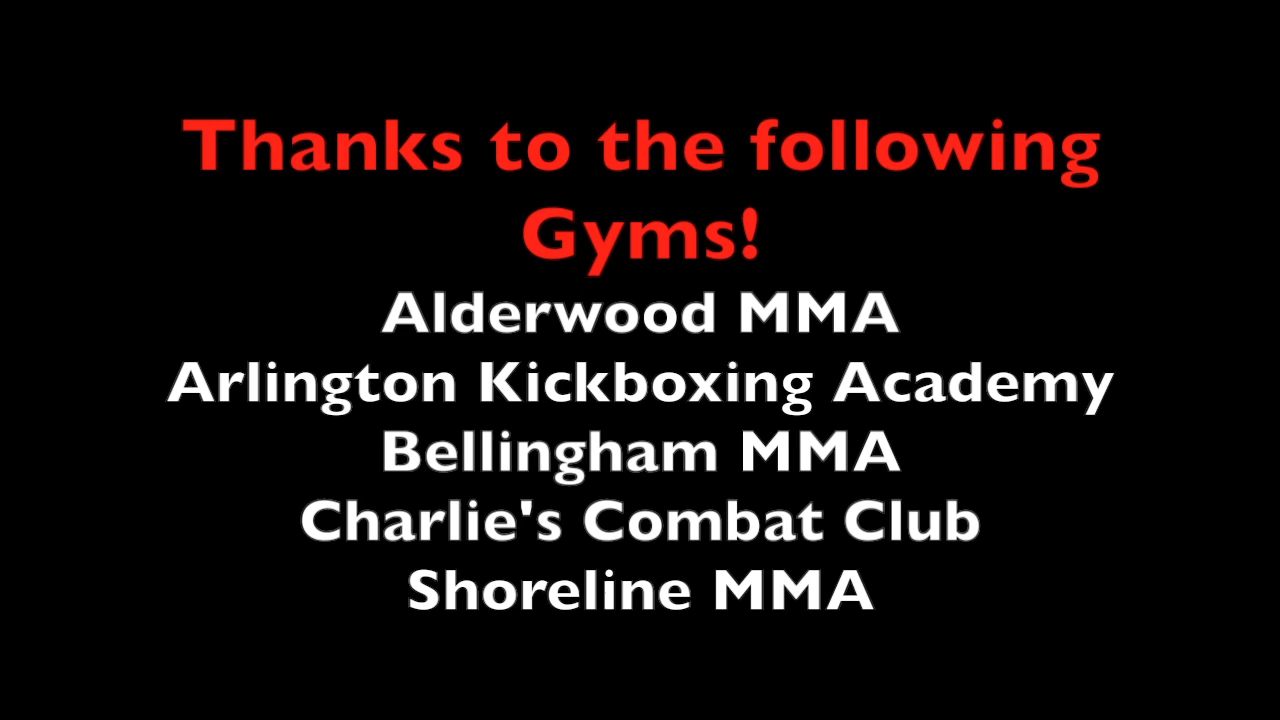 Thanks to the following
Gyms!
Alderwood MMA
Arlington Kickboxing Academy
Bellingham MMA
Charlie's Combat Club
Shoreline MMA